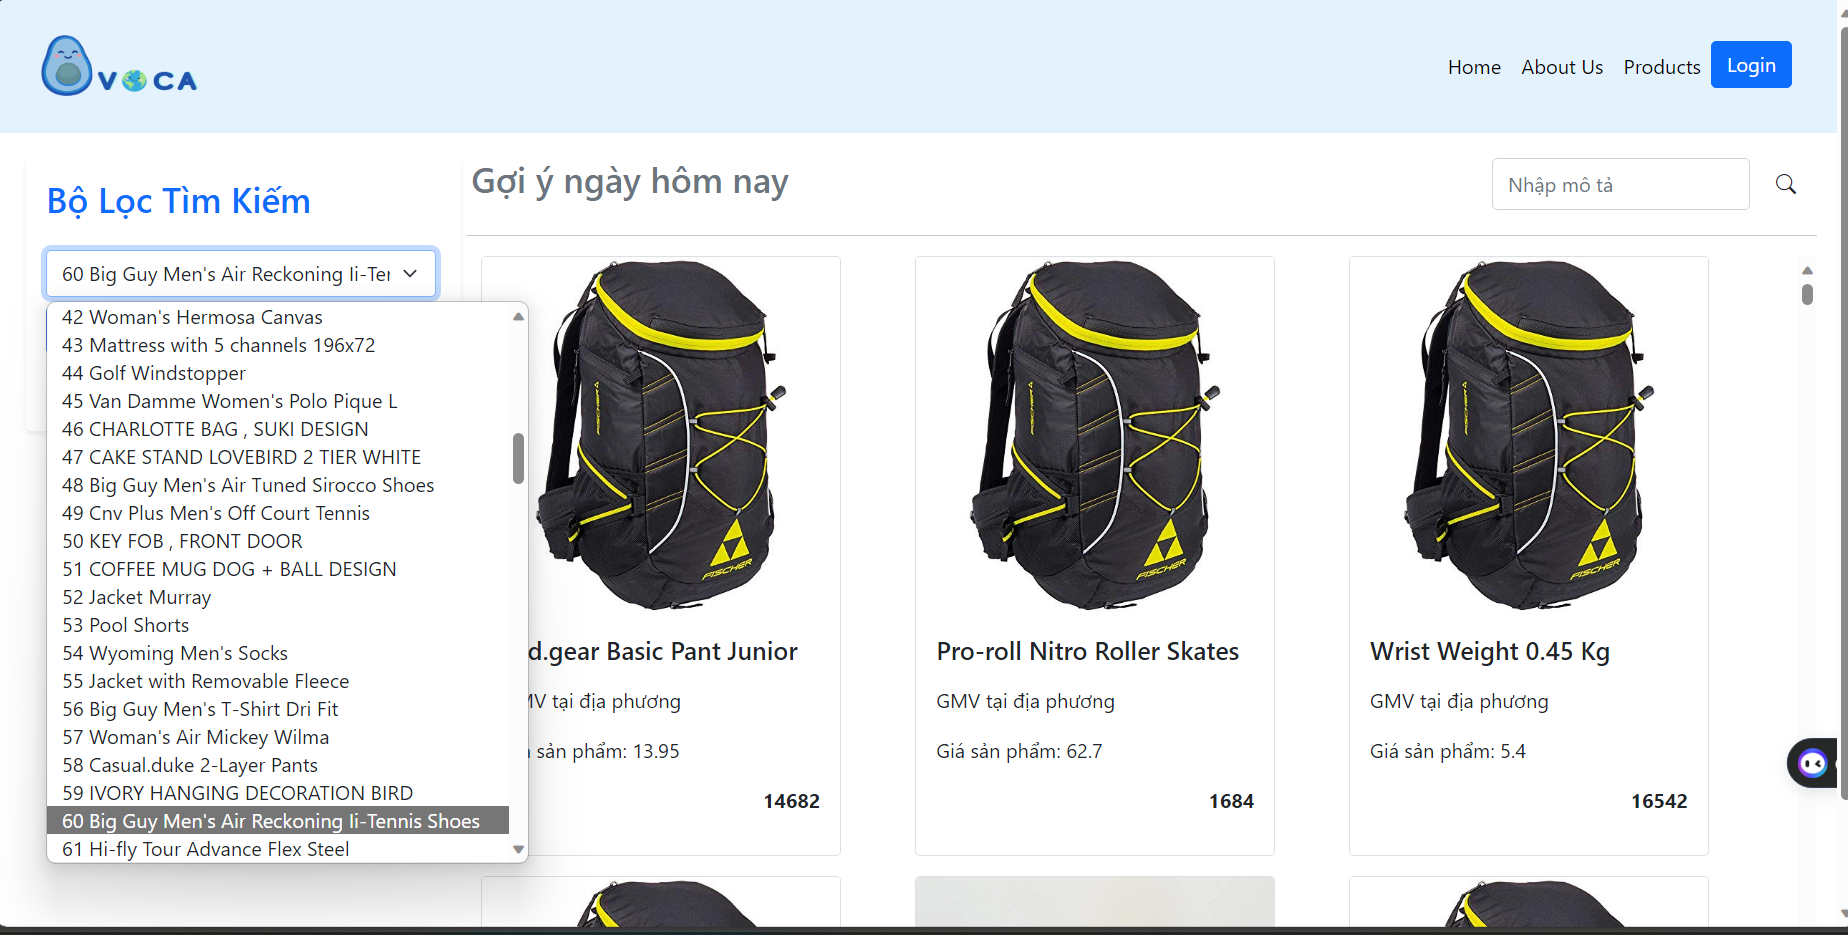 VOCA
Home
About Us
Products
Login
Bộ Lọc Tìm Kiếm
Gợi ý ngày hôm nay
Nhập mô tả
60 Big Guy Men's Air Reckoning Ii-Ten
42 Woman's Hermosa Canvas
43 Mattress with 5 channels 196x72
44 Golf Windstopper
45 Van Damme Women's Polo Pique L
46 CHARLOTTE BAG , SUKI DESIGN
47 CAKE STAND LOVEBIRD 2 TIER WHITE
48 Big Guy Men's Air Tuned Sirocco Shoes
49 Cnv Plus Men's Off Court Tennis
50 KEY FOB , FRONT DOOR
51 COFFEE MUG DOG + BALL DESIGN
52 Jacket Murray
53 Pool Shorts
54 Wyoming Men's Socks
55 Jacket with Removable Fleece
56 Big Guy Men's T-Shirt Dri Fit
57 Woman's Air Mickey Wilma
58 Casual.duke 2-Layer Pants
59 IVORY HANGING DECORATION BIRD
60 Big Guy Men's Air Reckoning Ii-Tennis Shoes
61 Hi-fly Tour Advance Flex Steel
FISCHER
FISCHER
d.gear Basic Pant Junior
MV tại địa phương
sản phẩm: 13.95
14682
FISCHER
FISCHER
Pro-roll Nitro Roller Skates
GMV tại địa phương
Giá sản phẩm: 62.7
1684
FISCHER
FISCHER
Wrist Weight 0.45 Kg
GMV tại địa phương
Giá sản phẩm: 5.4
16542